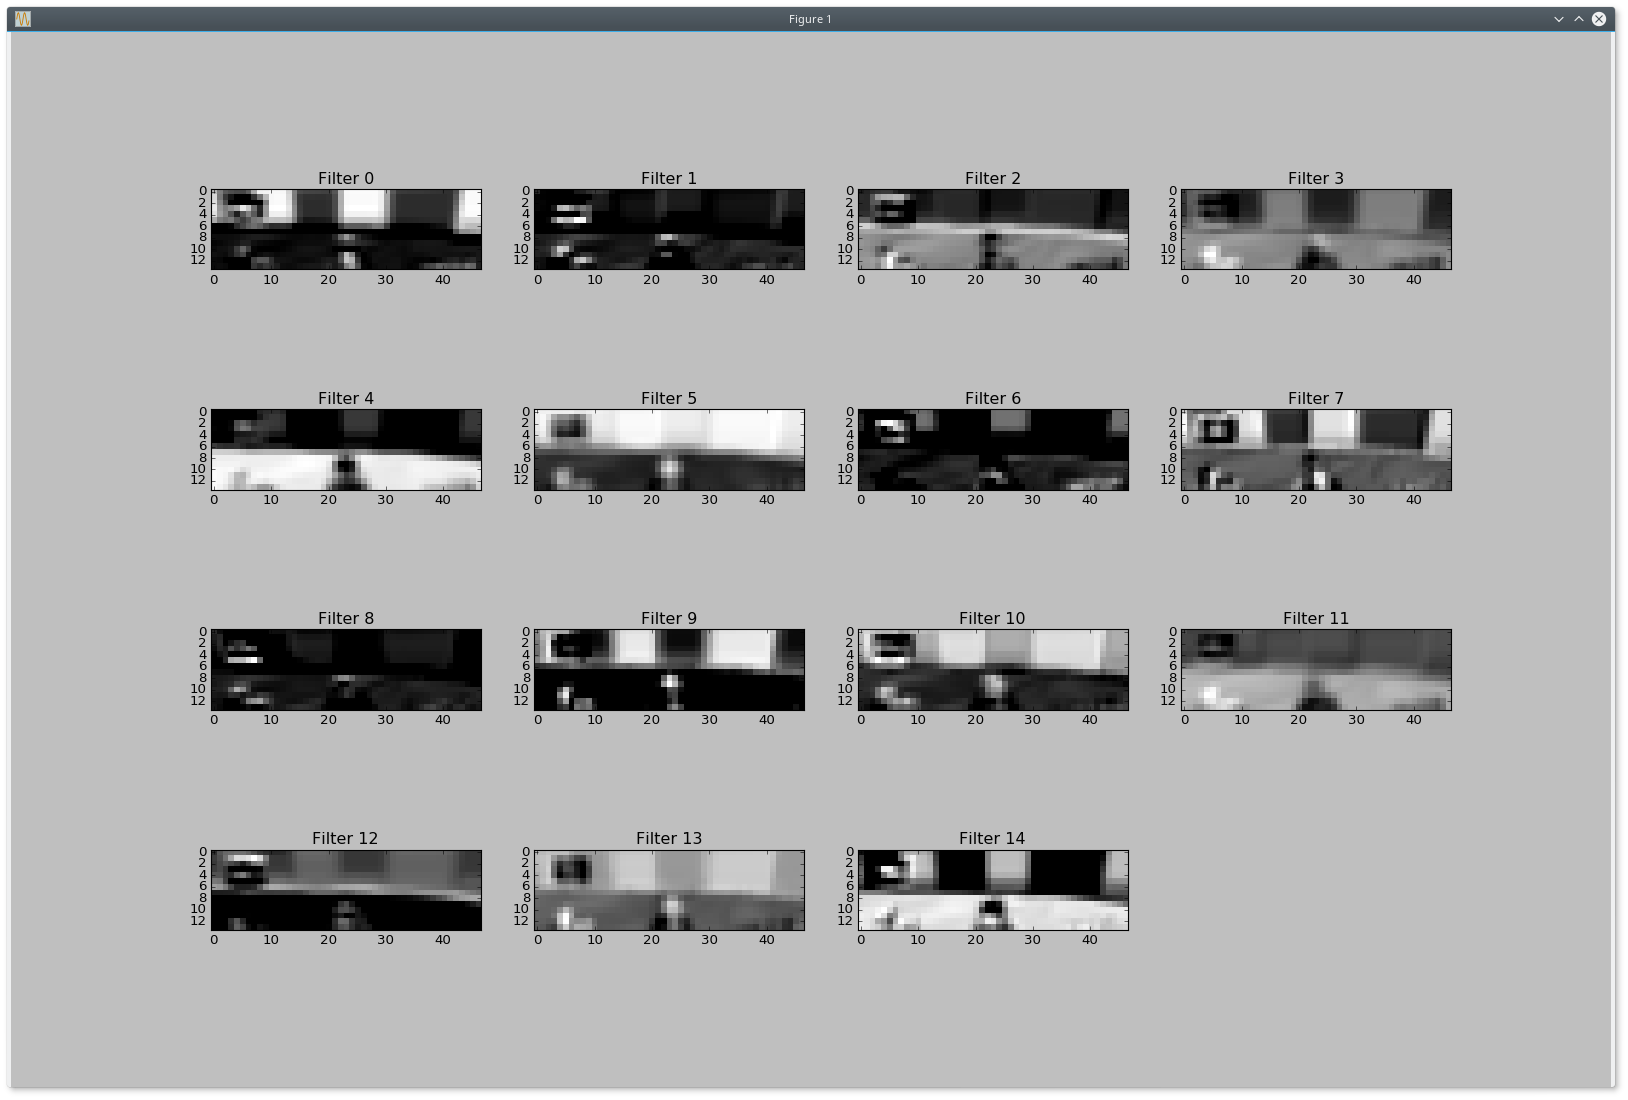 Figure 1
Filter 0 Filter 1 Filter 2 Filter 3
0 0 0 0
2 2 2 2
4 4 4 4
6 6 6 6
8 8 8 8
10 10 10 10
12 12 12 12
0 10 20 30 40 0 10 20 30 40 0 10 20 30 40 0 10 20 30 40
Filter 4 Filter 5 Filter 6 Filter 7
0 0 0 0
2 2 2 2
4 4 4 4
6 6 6 6
8 8 8 8
10 10 10 10
12 12 12 12
0 10 20 30 40 0 10 20 30 40 0 10 20 30 40 0 10 20 30 40
Filter 8 Filter 9 Filter 10 Filter 11
0 0 0 0
2 2 2 2
4 4 4 4
6 6 6 6
8 8 8 8
10 10 10 10
12 12 12 12
0 10 20 30 40 0 10 20 30 40 0 10 20 30 40 0 10 20 30 40
Filter 12 Filter 13 Filter 14
0 0 0
2 2 2
4 4 4
6 6 6
8 8 8
10 10 10
12 12 12
0 10 20 30 40 0 10 20 30 40 0 10 20 30 40